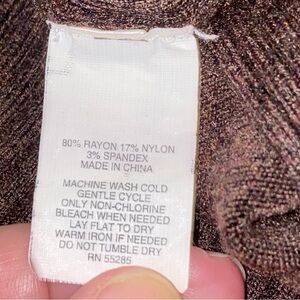 80% RAYON 17% NYLON
3% SPANDEX
MADE IN CHINA
MACHINE WASH COLD
GENTLE CYCLE
ONLY NON-CHLORINE
BLEACH WHEN NEEDED
LAY FLAT TO DRY
WARM IRON IF NEEDED
DO NOT TUMBLE DRY
RN 55285